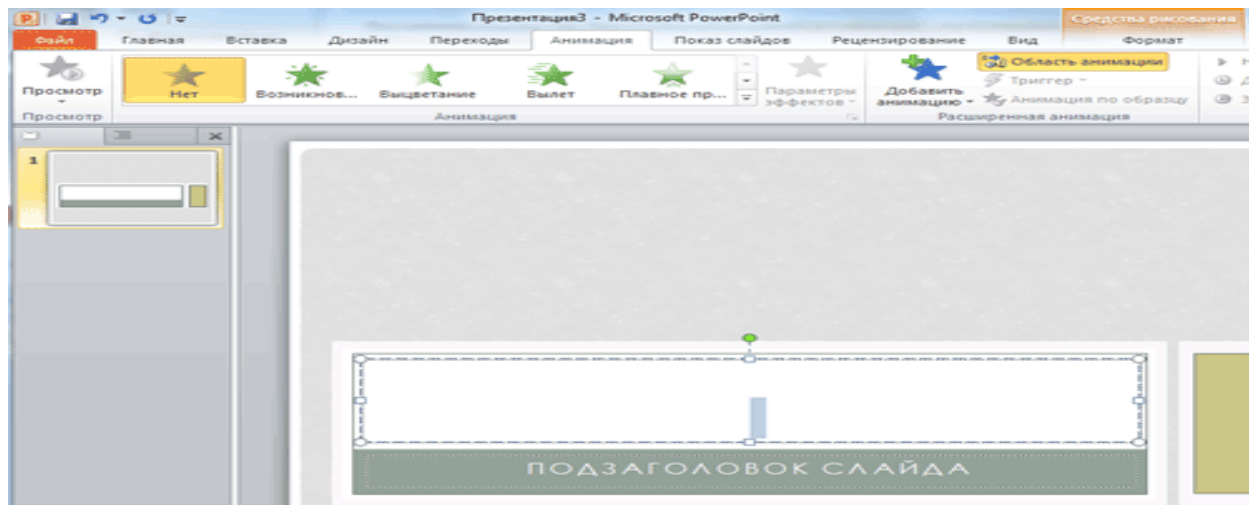 Презентация3 - Microsoft PowerPoint
Средства рисования
Файл Главная Вставка Дизайн Переходы Анимация Показ слайдов Рецензирование Вид Формат
Просмотр Нет Возникнов... Выцветание Вылет Плавное пр... Параметры эффектов Добавить анимацию Область анимации
Триггер
Анимация по образцу
Просмотр Анимация Расширенная анимация
1
ПОДЗАГОЛОВОК СЛАЙДА